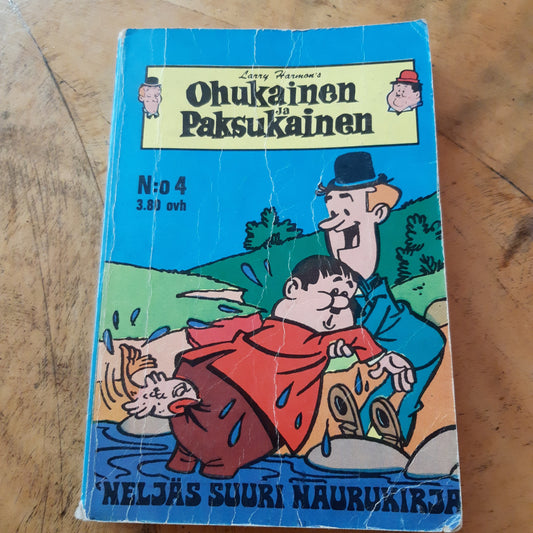 Larry Harmon's
Ohukainen
ja
Paksukainen
N:o 4
3.80 ovh
'NELJÄS SUURI NAURUKIRJA